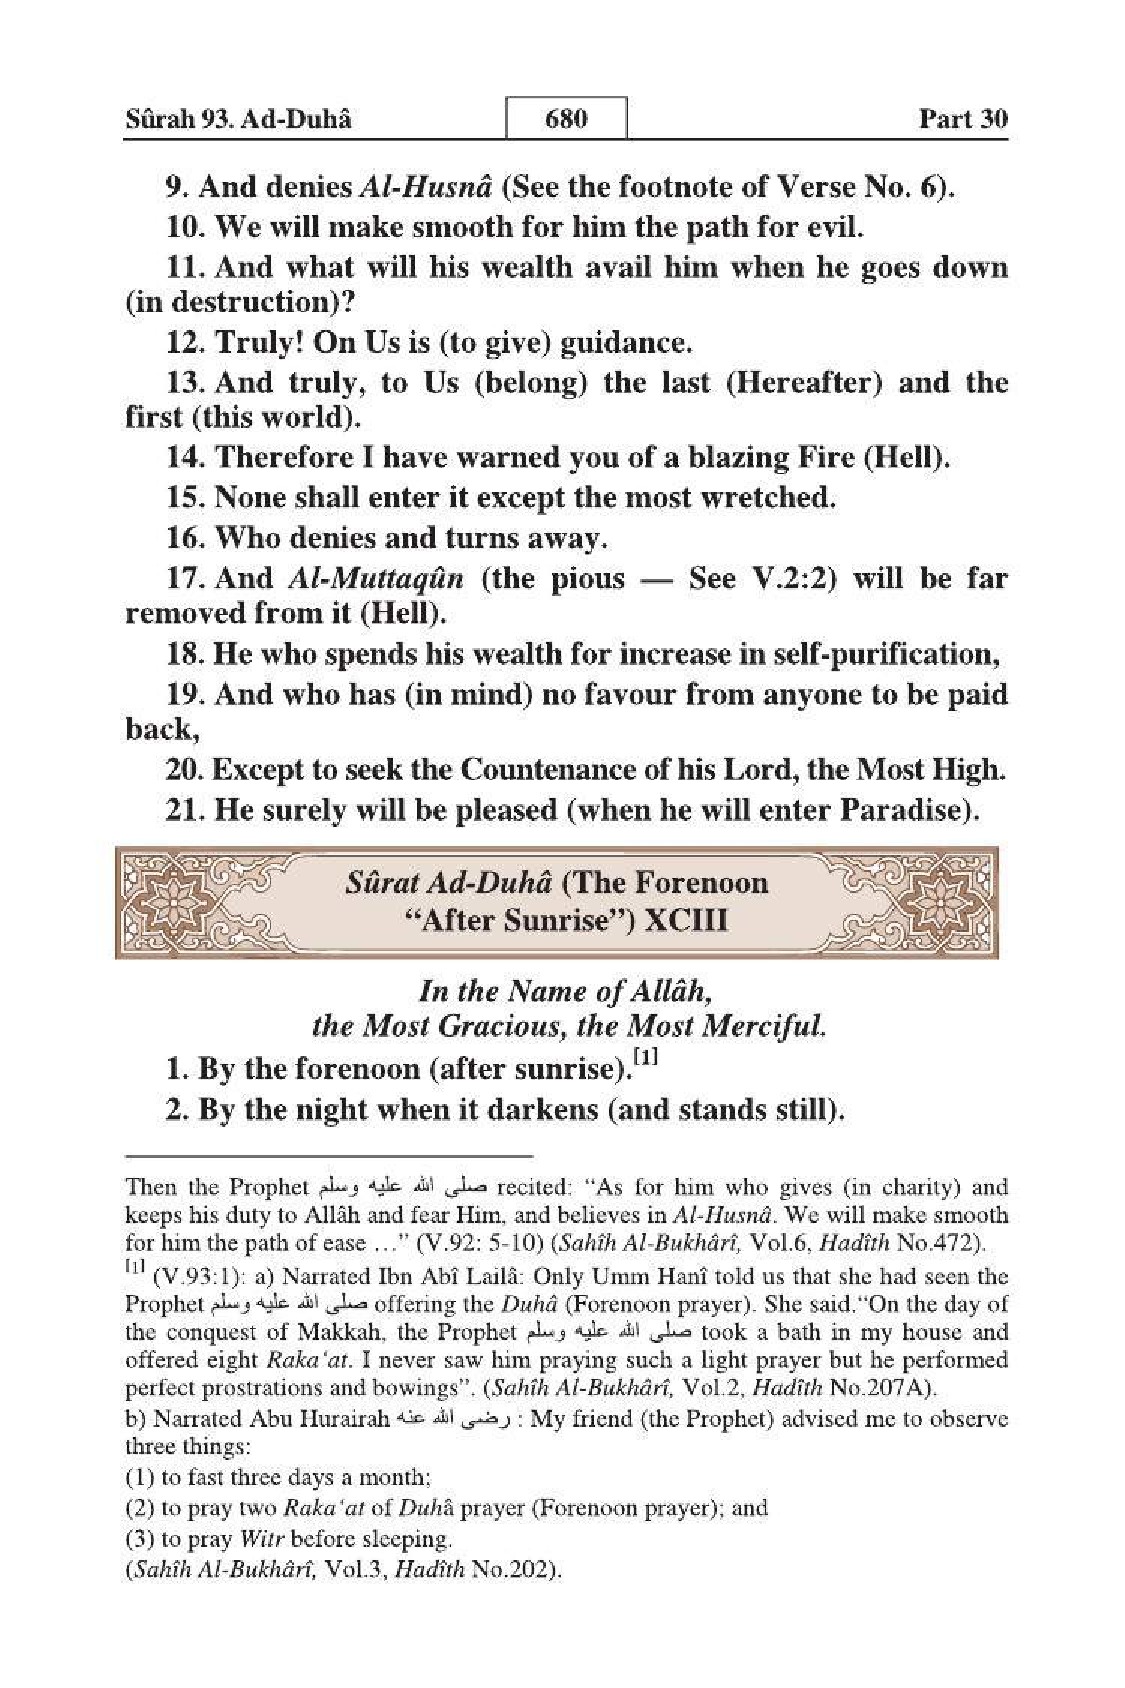 Sûrah 93. Ad-Duhâ 680 Part 30
9. And denies Al-Husnâ (See the footnote of Verse No. 6).
10. We will make smooth for him the path for evil.
11. And what will his wealth avail him when he goes down
(in destruction)?
12. Truly! On Us is (to give) guidance.
13. And truly, to Us (belong) the last (Hereafter) and the
first (this world).
14. Therefore I have warned you of a blazing Fire (Hell).
15. None shall enter it except the most wretched.
16. Who denies and turns away.
17. And Al-Muttaqûn (the pious — See V.2:2) will be far
removed from it (Hell).
18. He who spends his wealth for increase in self-purification,
19. And who has (in mind) no favour from anyone to be paid
back,
20. Except to seek the Countenance of his Lord, the Most High.
21. He surely will be pleased (when he will enter Paradise).
Sûrat Ad-Duhâ (The Forenoon
“After Sunrise”) XCIII
In the Name of Allâh,
the Most Gracious, the Most Merciful.
1. By the forenoon (after sunrise).[1]
2. By the night when it darkens (and stands still).
Then the Prophet صلى الله عليه وسلم recited: “As for him who gives (in charity) and
keeps his duty to Allâh and fear Him, and believes in Al-Husnâ. We will make smooth
for him the path of ease …” (V.92: 5-10) (Sahîh Al-Bukhârî, Vol.6, Hadîth No.472).
[1] (V.93:1): a) Narrated Ibn Abî Lailâ: Only Umm Hanî told us that she had seen the
Prophet صلى الله عليه وسلم offering the Duhâ (Forenoon prayer). She said.“On the day of
the conquest of Makkah, the Prophet صلى الله عليه وسلم took a bath in my house and
offered eight Raka‘at. I never saw him praying such a light prayer but he performed
perfect prostrations and bowings”. (Sahîh Al-Bukhârî, Vol.2, Hadîth No.207A).
b) Narrated Abu Hurairah رضى الله عنه : My friend (the Prophet) advised me to observe
three things:
(1) to fast three days a month;
(2) to pray two Raka‘at of Duhâ prayer (Forenoon prayer); and
(3) to pray Witr before sleeping.
(Sahîh Al-Bukhârî, Vol.3, Hadîth No.202).